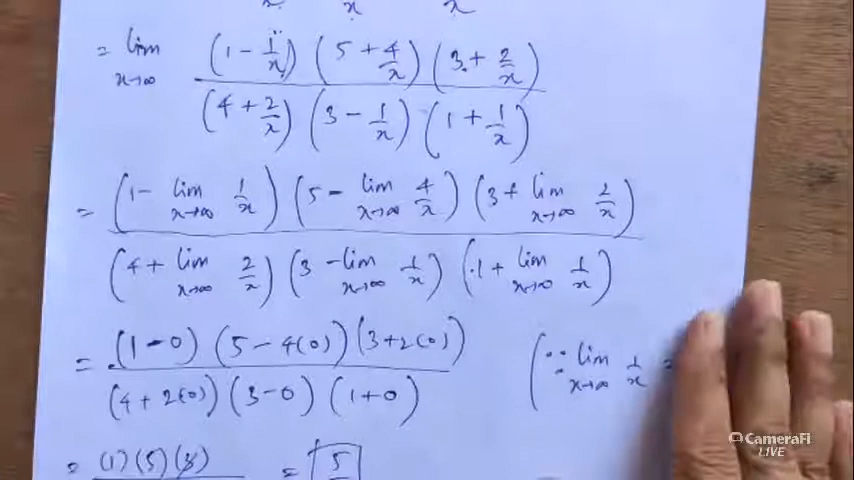 = lim x→∞ (1 - 1/x) (5 + 4/x) (3 + 2/x) / (4 + 2/x) (3 - 1/x) (1 + 1/x)
= (1 - lim x→∞ 1/x) (5 - lim x→∞ 4/x) (3 + lim x→∞ 2/x) / (4 + lim x→∞ 2/x) (3 - lim x→∞ 1/x) (1 + lim x→∞ 1/x)
= (1-0) (5-4(0)) (3+2(0)) / (4+2(0)) (3-0) (1+0) (∵ lim x→∞ 1/x =
= (1)(5)(3) = 5
CameraFi
LIVE